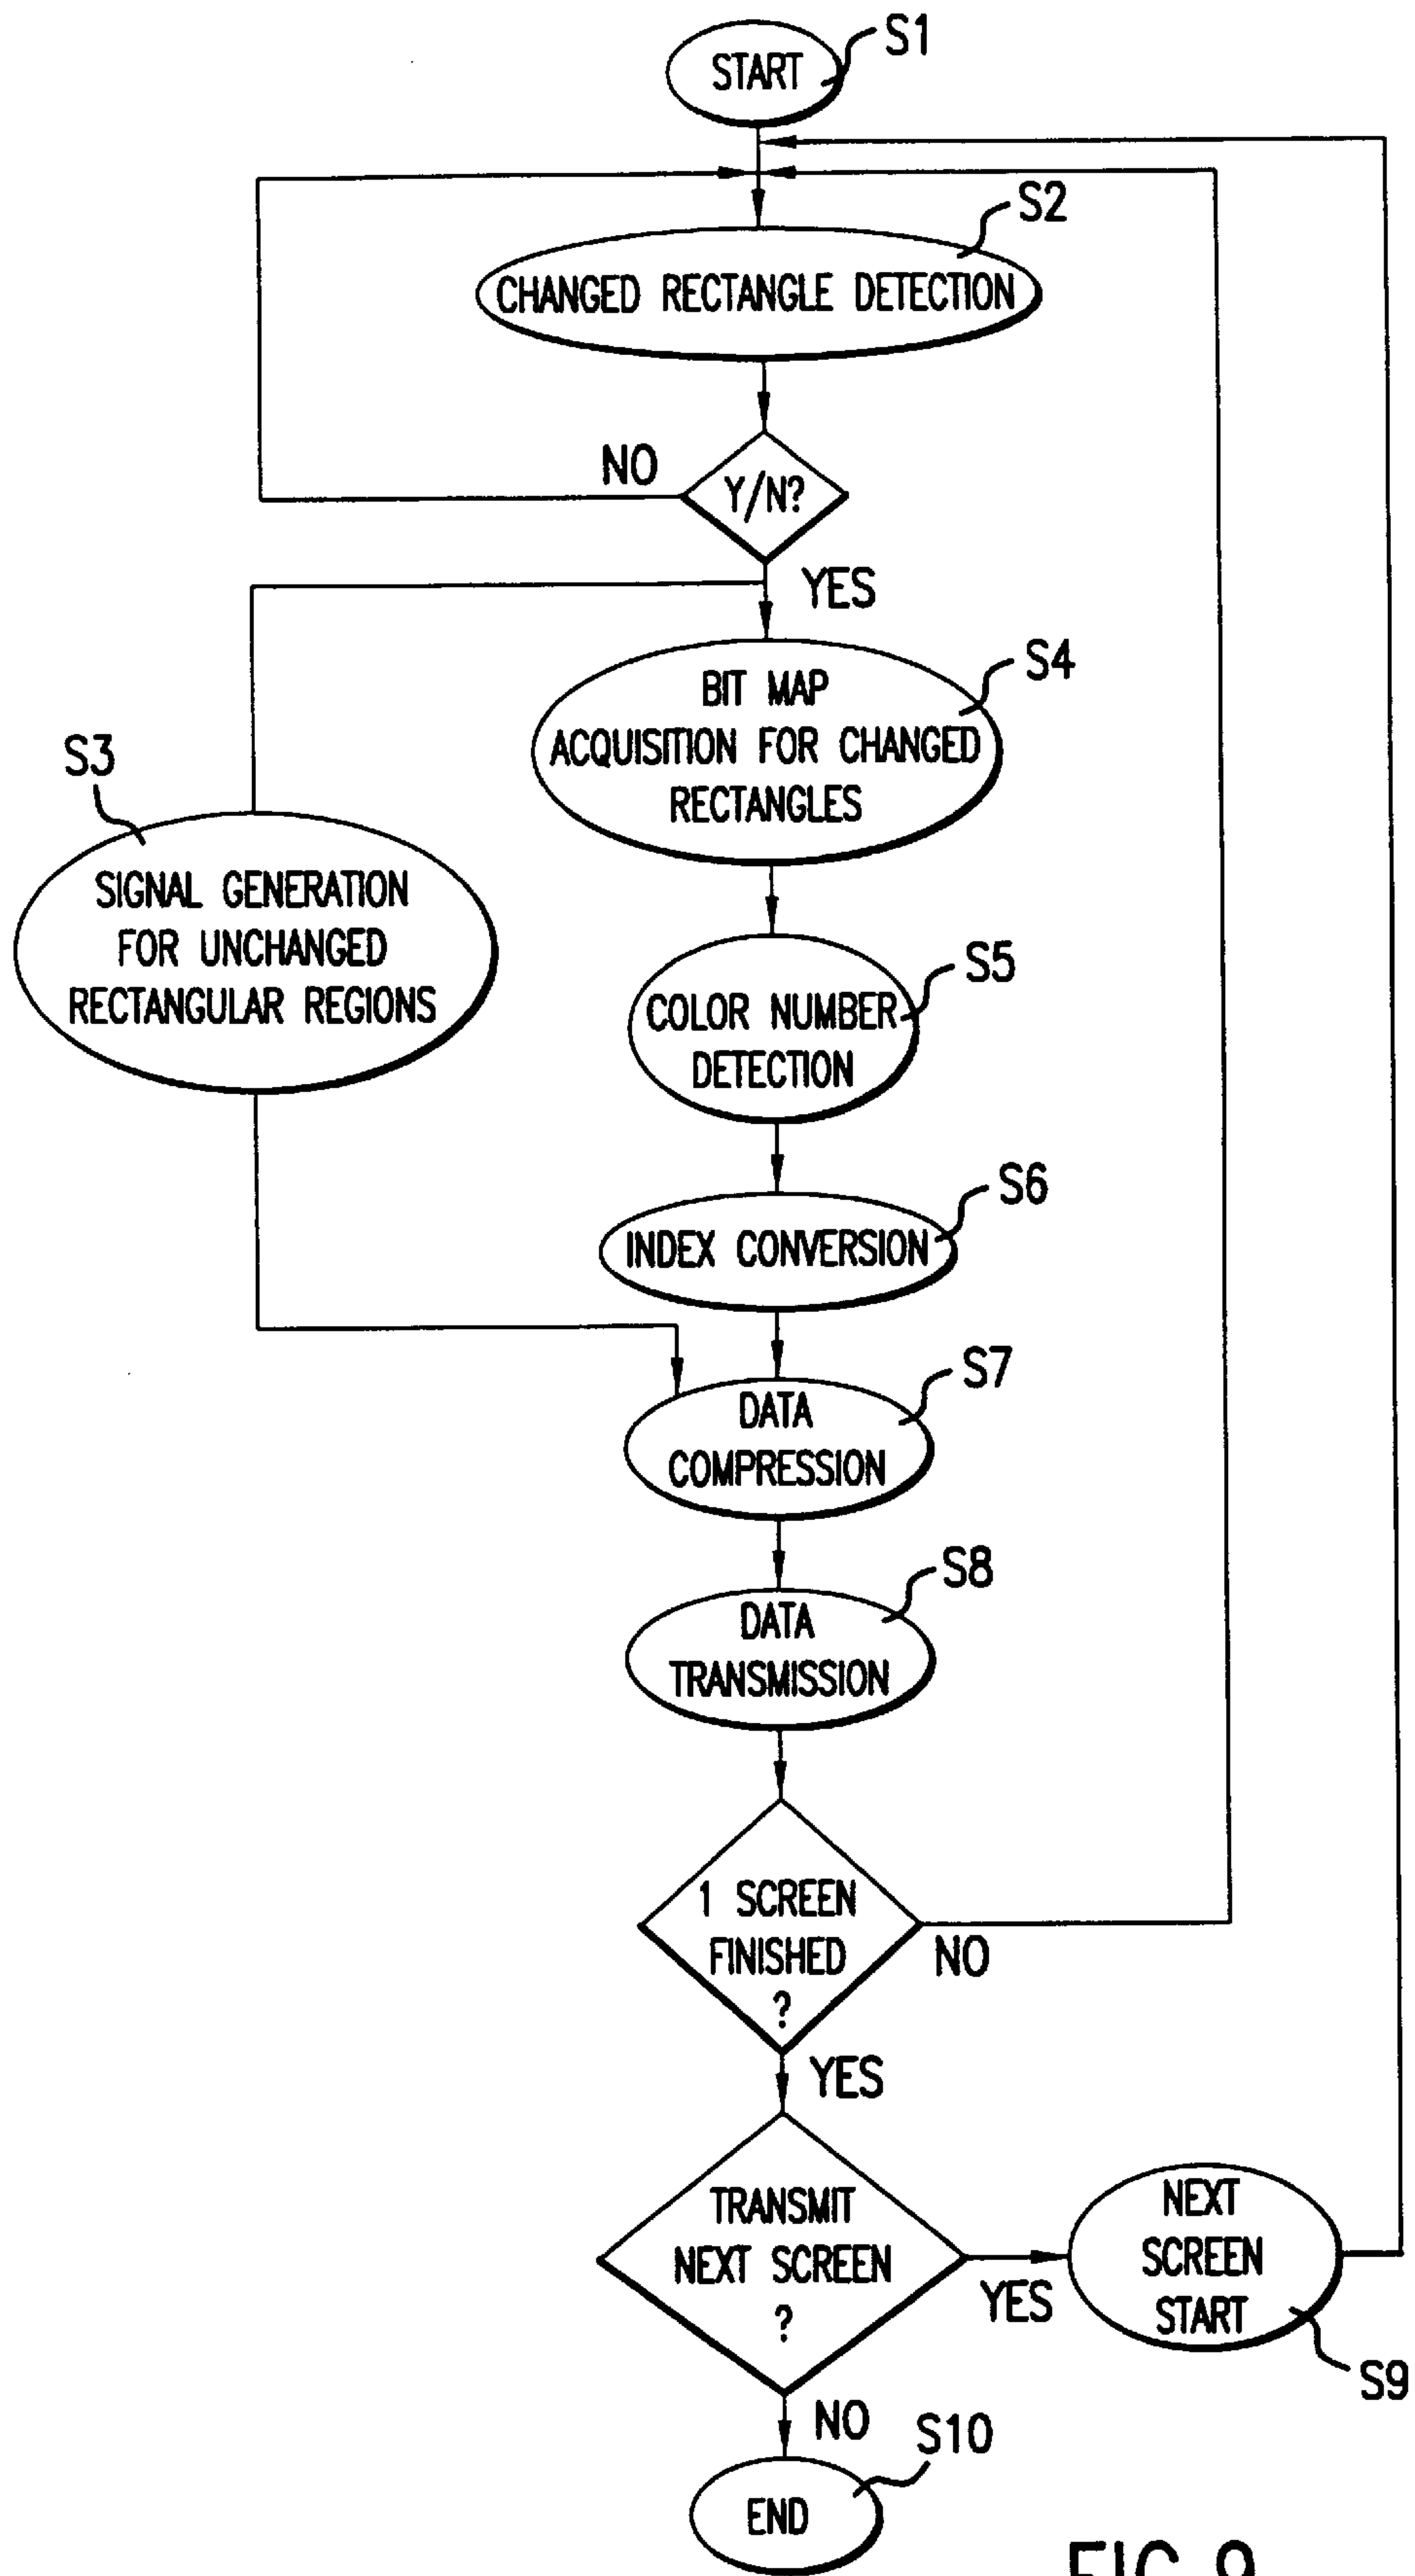 S1
START
S2
CHANGED RECTANGLE DETECTION
NO
Y/N?
YES
S4
BIT MAP
ACQUISITION FOR CHANGED
RECTANGLES
S3
SIGNAL GENERATION
FOR UNCHANGED
RECTANGULAR REGIONS
S5
COLOR NUMBER
DETECTION
S6
INDEX CONVERSION
S7
DATA
COMPRESSION
S8
DATA
TRANSMISSION
1 SCREEN
FINISHED
?
NO
YES
TRANSMIT
NEXT SCREEN
?
YES
NEXT
SCREEN
START
S9
NO
S10
END
FIG. 9